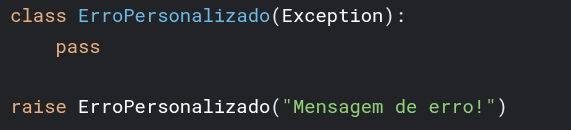 class ErroPersonalizado(Exception):
    pass
raise ErroPersonalizado("Mensagem de erro!")